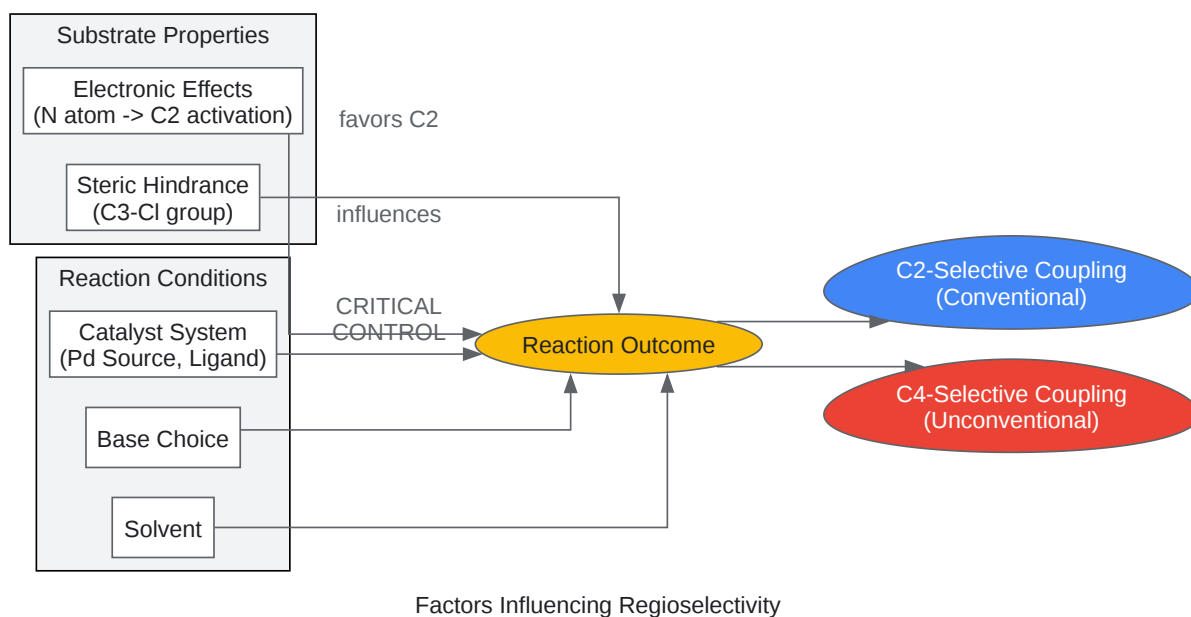 Substrate Properties
Electronic Effects
(N atom -> C2 activation)
favors C2
Steric Hindrance
(C3-Cl group)
influences
Reaction Conditions
Catalyst System
(Pd Source, Ligand)
CRITICAL
CONTROL
Base Choice
Solvent
Reaction Outcome
C2-Selective Coupling
(Conventional)
C4-Selective Coupling
(Unconventional)
Factors Influencing Regioselectivity